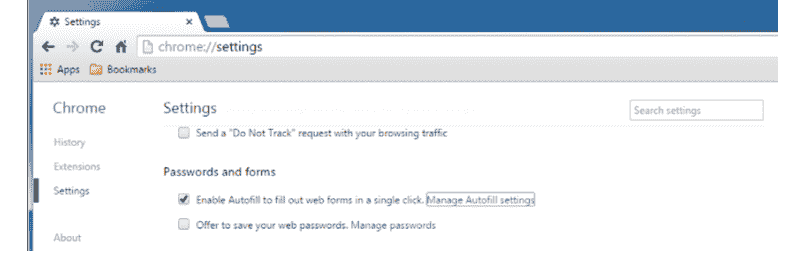 Settings
chrome://settings
Apps Bookmarks
Chrome
Settings
Search settings
History
Extensions
Settings
About
Send a "Do Not Track" request with your browsing traffic
Passwords and forms
Enable Autofill to fill out web forms in a single click. Manage Autofill settings
Offer to save your web passwords. Manage passwords